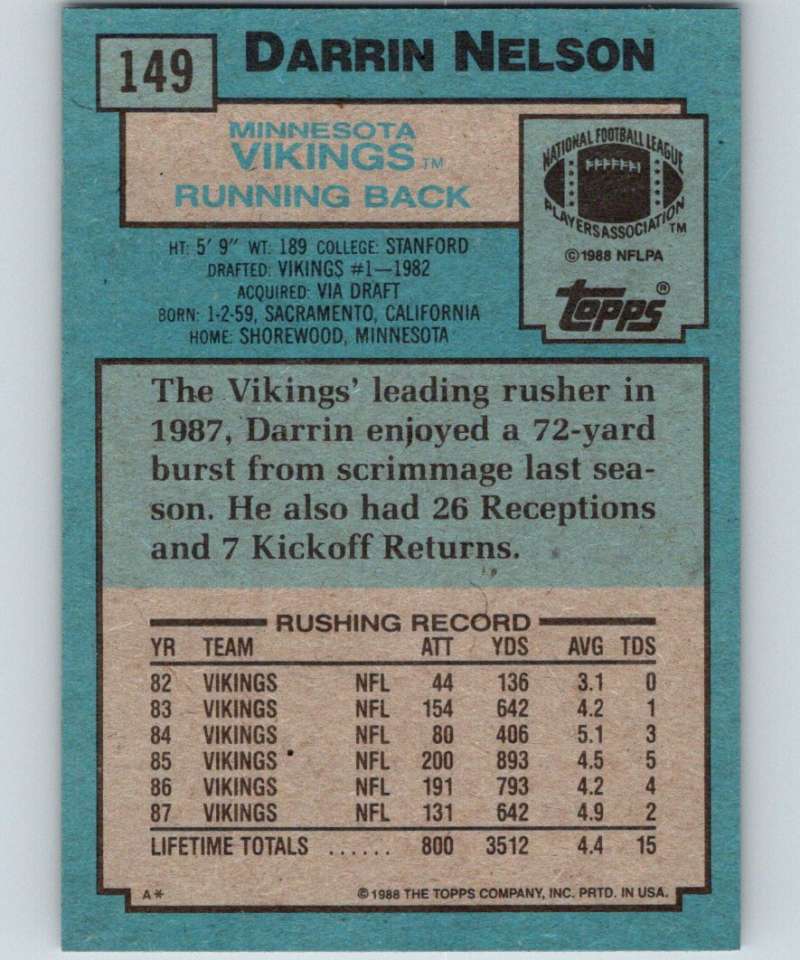 149
DARRIN NELSON
MINNESOTA
VIKINGS™
RUNNING BACK
NATIONAL FOOTBALL LEAGUE
PLAYERS ASSOCIATION™
©1988 NFLPA
Topps®
HT: 5' 9" WT: 189 COLLEGE: STANFORD
DRAFTED: VIKINGS #1—1982
ACQUIRED: VIA DRAFT
BORN: 1-2-59, SACRAMENTO, CALIFORNIA
HOME: SHOREWOOD, MINNESOTA
The Vikings' leading rusher in
1987, Darrin enjoyed a 72-yard
burst from scrimmage last sea-
son. He also had 26 Receptions
and 7 Kickoff Returns.
RUSHING RECORD
YR TEAM ATT YDS AVG TDS
82 VIKINGS NFL 44 136 3.1 0
83 VIKINGS NFL 154 642 4.2 1
84 VIKINGS NFL 80 406 5.1 3
85 VIKINGS NFL 200 893 4.5 5
86 VIKINGS NFL 191 793 4.2 4
87 VIKINGS NFL 131 642 4.9 2
LIFETIME TOTALS ...... 800 3512 4.4 15
A* ©1988 THE TOPPS COMPANY, INC. PRTD. IN USA.